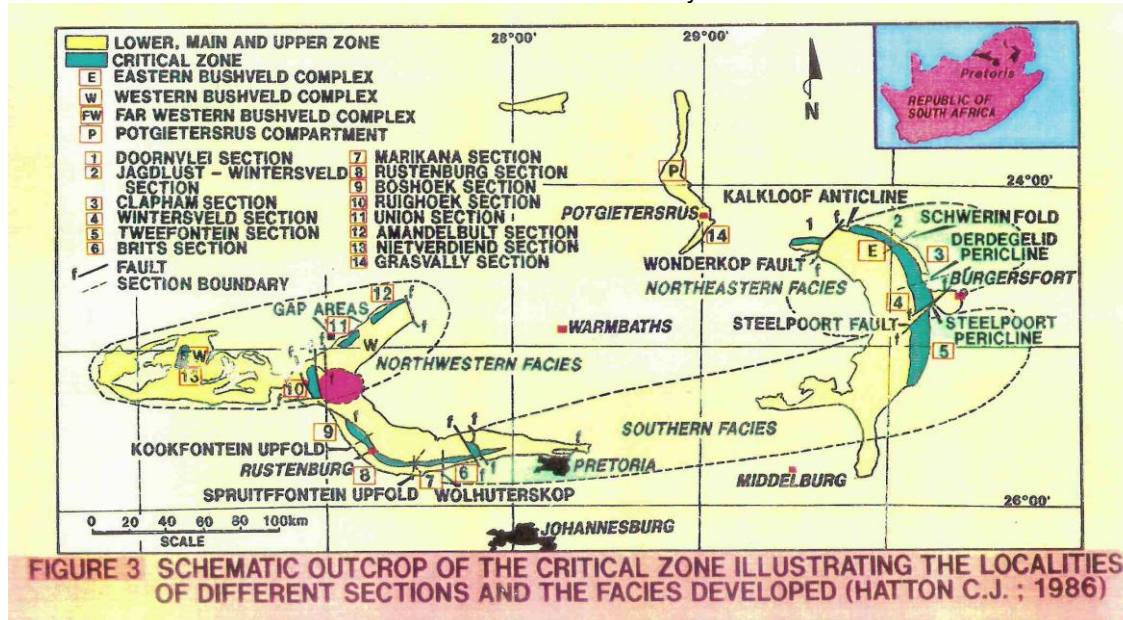 LOWER, MAIN AND UPPER ZONE
CRITICAL ZONE
E EASTERN BUSHVELD COMPLEX
W WESTERN BUSHVELD COMPLEX
FW FAR WESTERN BUSHVELD COMPLEX
P POTGIETERSRUS COMPARTMENT
1 DOORNVLEI SECTION
2 JAGDLUST - WINTERSVELD
SECTION
3 CLAPHAM SECTION
4 WINTERSVELD SECTION
5 TWEEFONTEIN SECTION
6 BRITS SECTION
f FAULT
SECTION BOUNDARY
7 MARIKANA SECTION
8 RUSTENBURG SECTION
9 BOSHOEK SECTION
10 RUIGHOEK SECTION
11 UNION SECTION
12 AMANDELBULT SECTION
13 NIETVERDIEND SECTION
14 GRASVALLY SECTION
28°00'
29°00'
N
Pretoris
REPUBLIC OF
SOUTH AFRICA
24°00'
P
KALKLOOF ANTICLINE
POTGIETERSRUS
14
1
2
SCHWERIN FOLD
E
3
DERDEGELID
PERICLINE
WONDERKOP FAULT
NORTHEASTERN FACIES
BURGERSFORT
4
STEELPOORT FAULT
STEELPOORT
PERICLINE
5
WARMBATHS
12
GAP AREAS
11
W
NORTHWESTERN FACIES
FW
13
10
9
KOOKFONTEIN UPFOLD
RUSTENBURG
8
SPRUITFFONTEIN UPFOLD
7
6
WOLHUTERSKOP
SOUTHERN FACIES
PRETORIA
MIDDELBURG
26°00'
0 20 40 60 80 100km
SCALE
JOHANNESBURG
FIGURE 3 SCHEMATIC OUTCROP OF THE CRITICAL ZONE ILLUSTRATING THE LOCALITIES
OF DIFFERENT SECTIONS AND THE FACIES DEVELOPED (HATTON C.J. ; 1986)